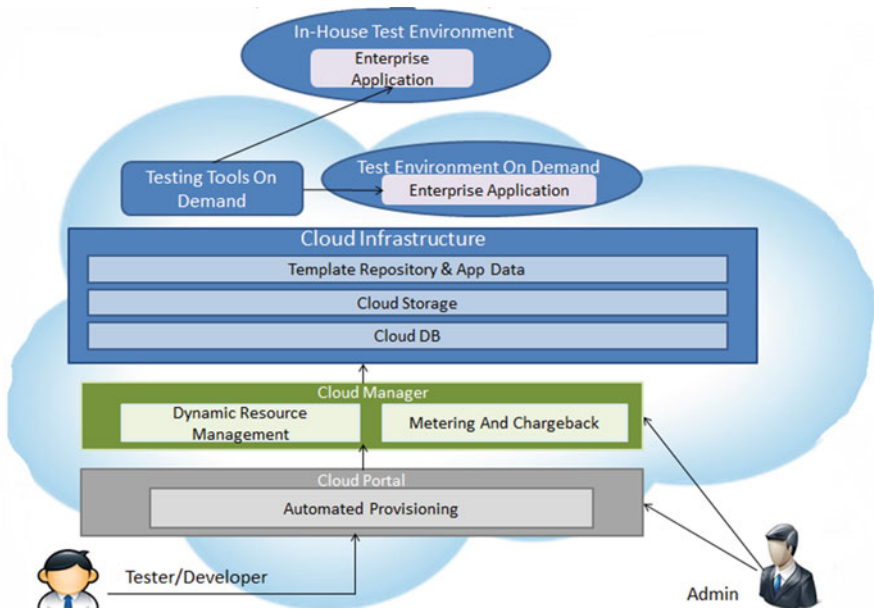 In-House Test Environment
Enterprise
Application
Testing Tools On
Demand
Test Environment On Demand
Enterprise Application
Cloud Infrastructure
Template Repository & App Data
Cloud Storage
Cloud DB
Cloud Manager
Dynamic Resource
Management
Metering And Chargeback
Cloud Portal
Automated Provisioning
Tester/Developer
Admin